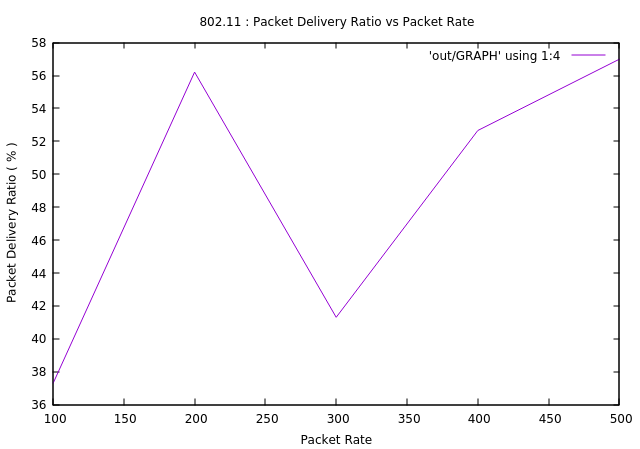 802.11 : Packet Delivery Ratio vs Packet Rate
'out/GRAPH' using 1:4
58
56
54
52
50
48
46
44
42
40
38
36
Packet Delivery Ratio ( % )
100 150 200 250 300 350 400 450 500
Packet Rate